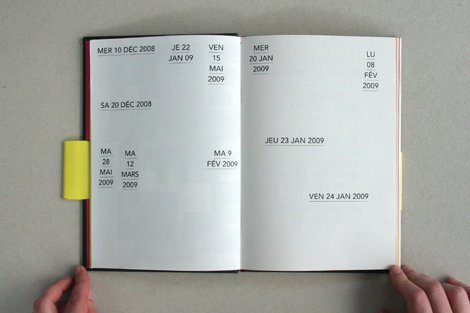 MER 10 DÉC 2008
JE 22
JAN 09
VEN
15
MAI
2009
SA 20 DÉC 2008
MA
28
MAI
2009
MA
12
MARS
2009
MA 9
FÉV 2009
MER
20 JAN
2009
LU
08
FÉV
2009
JEU 23 JAN 2009
VEN 24 JAN 2009